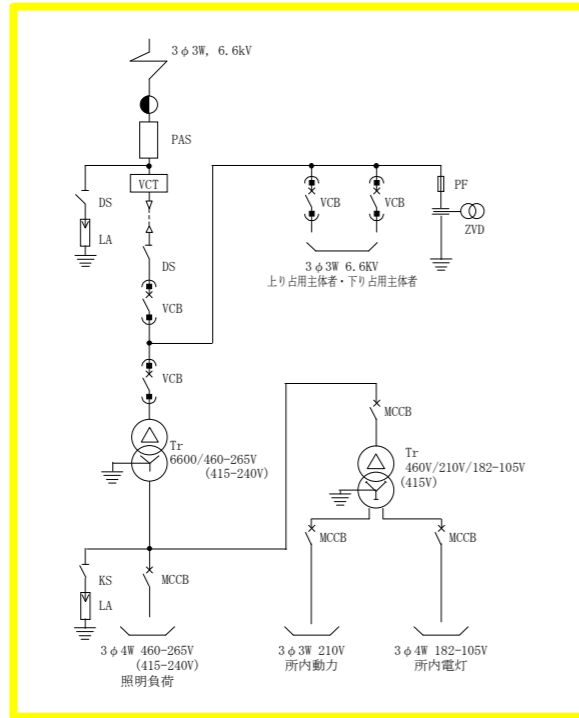 3φ3W, 6.6kV
PAS
VCT
DS
LA
DS
VCB
VCB
VCB
VCB
PF
ZVD
3φ3W 6.6KV
上り占用主体者・下り占用主体者
Tr
6600/460-265V
(415-240V)
MCCB
Tr
460V/210V/182-105V
(415V)
KS
LA
MCCB
MCCB
MCCB
3φ4W 460-265V
(415-240V)
照明負荷
3φ3W 210V
所内動力
3φ4W 182-105V
所内電灯